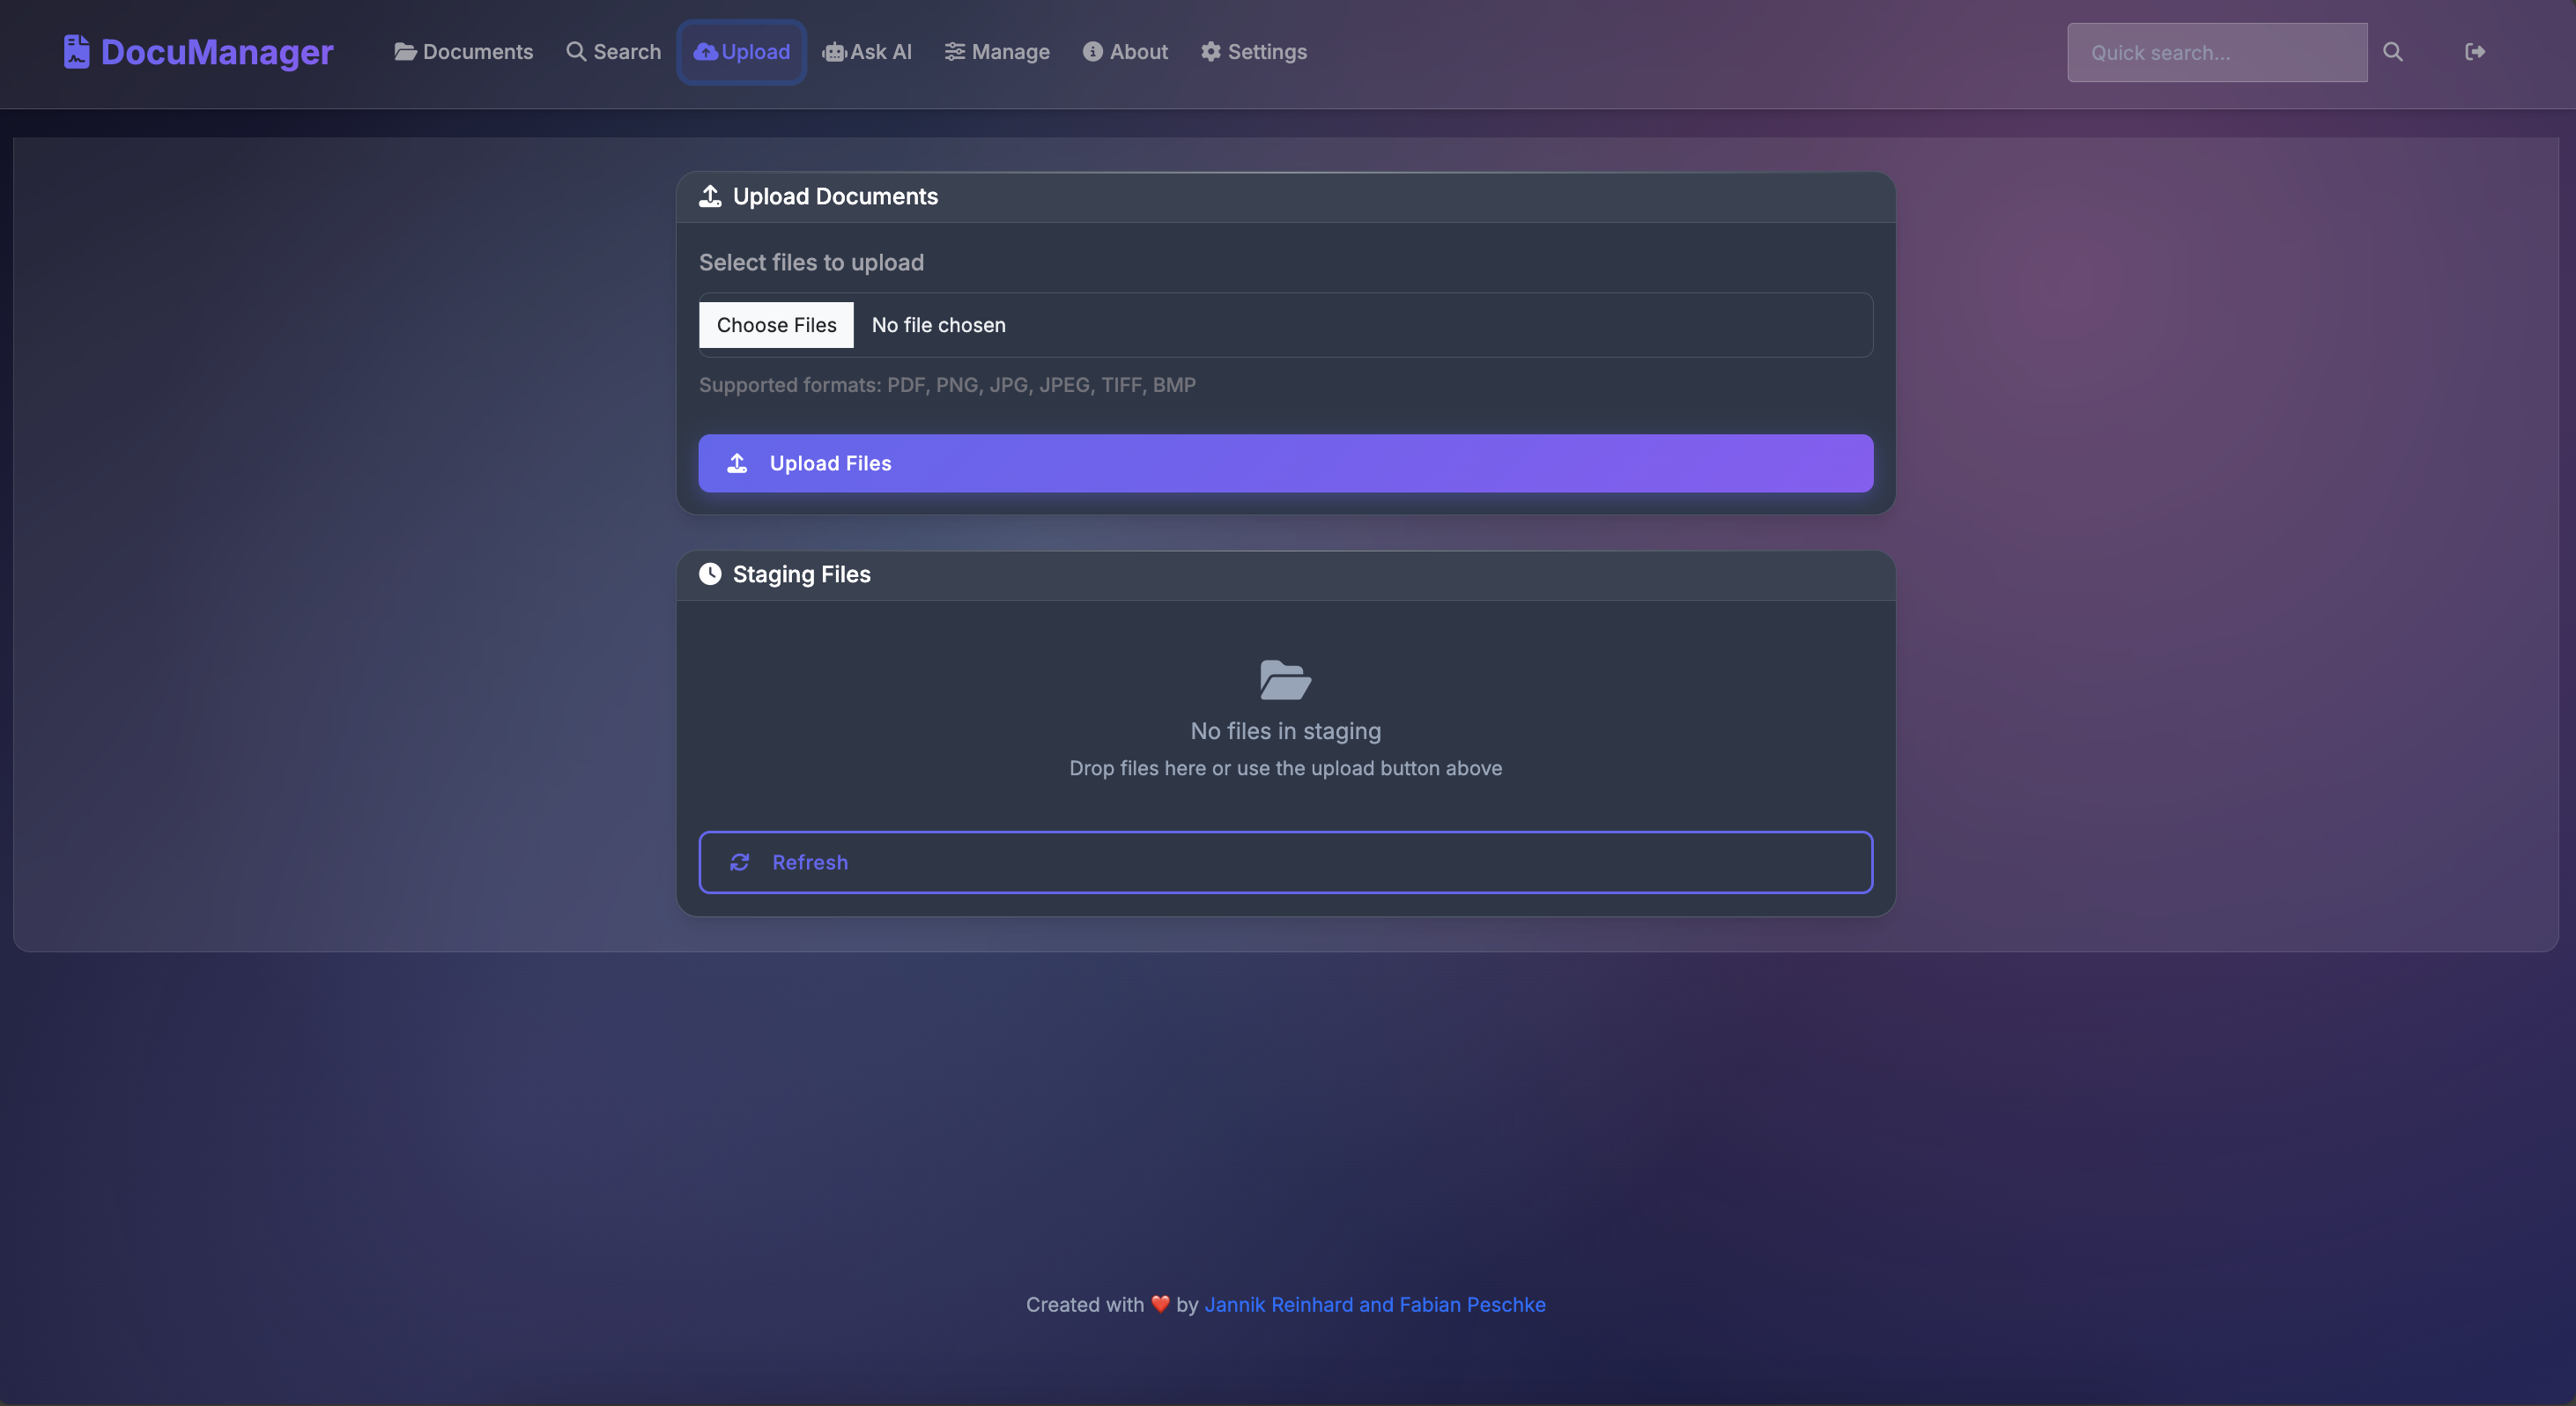 DocuManager
Documents
Search
Upload
Ask AI
Manage
About
Settings
Quick search...
Upload Documents
Select files to upload
Choose Files No file chosen
Supported formats: PDF, PNG, JPG, JPEG, TIFF, BMP
Upload Files
Staging Files
No files in staging
Drop files here or use the upload button above
Refresh
Created with ❤️ by Jannik Reinhard and Fabian Peschke